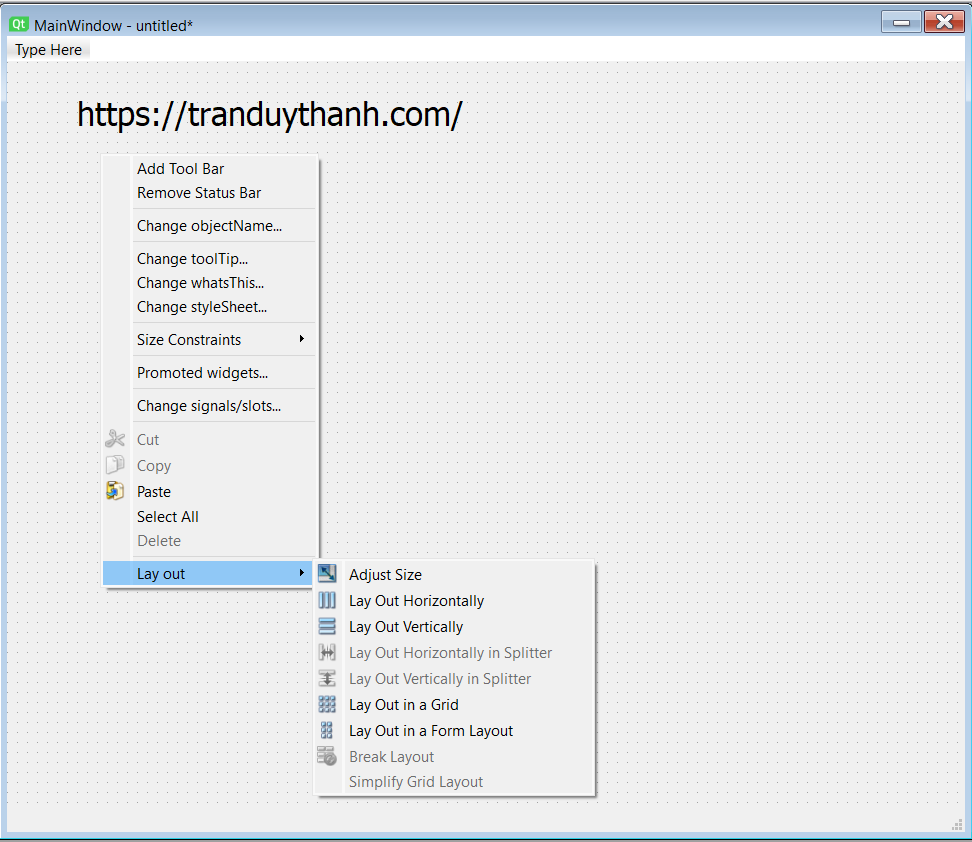 Qt MainWindow - untitled*
Type Here
https://tranduythanh.com/
Add Tool Bar
Remove Status Bar
Change objectName...
Change toolTip...
Change whatsThis...
Change styleSheet...
Size Constraints
Promoted widgets...
Change signals/slots...
Cut
Copy
Paste
Select All
Delete
Lay out
Adjust Size
Lay Out Horizontally
Lay Out Vertically
Lay Out Horizontally in Splitter
Lay Out Vertically in Splitter
Lay Out in a Grid
Lay Out in a Form Layout
Break Layout
Simplify Grid Layout